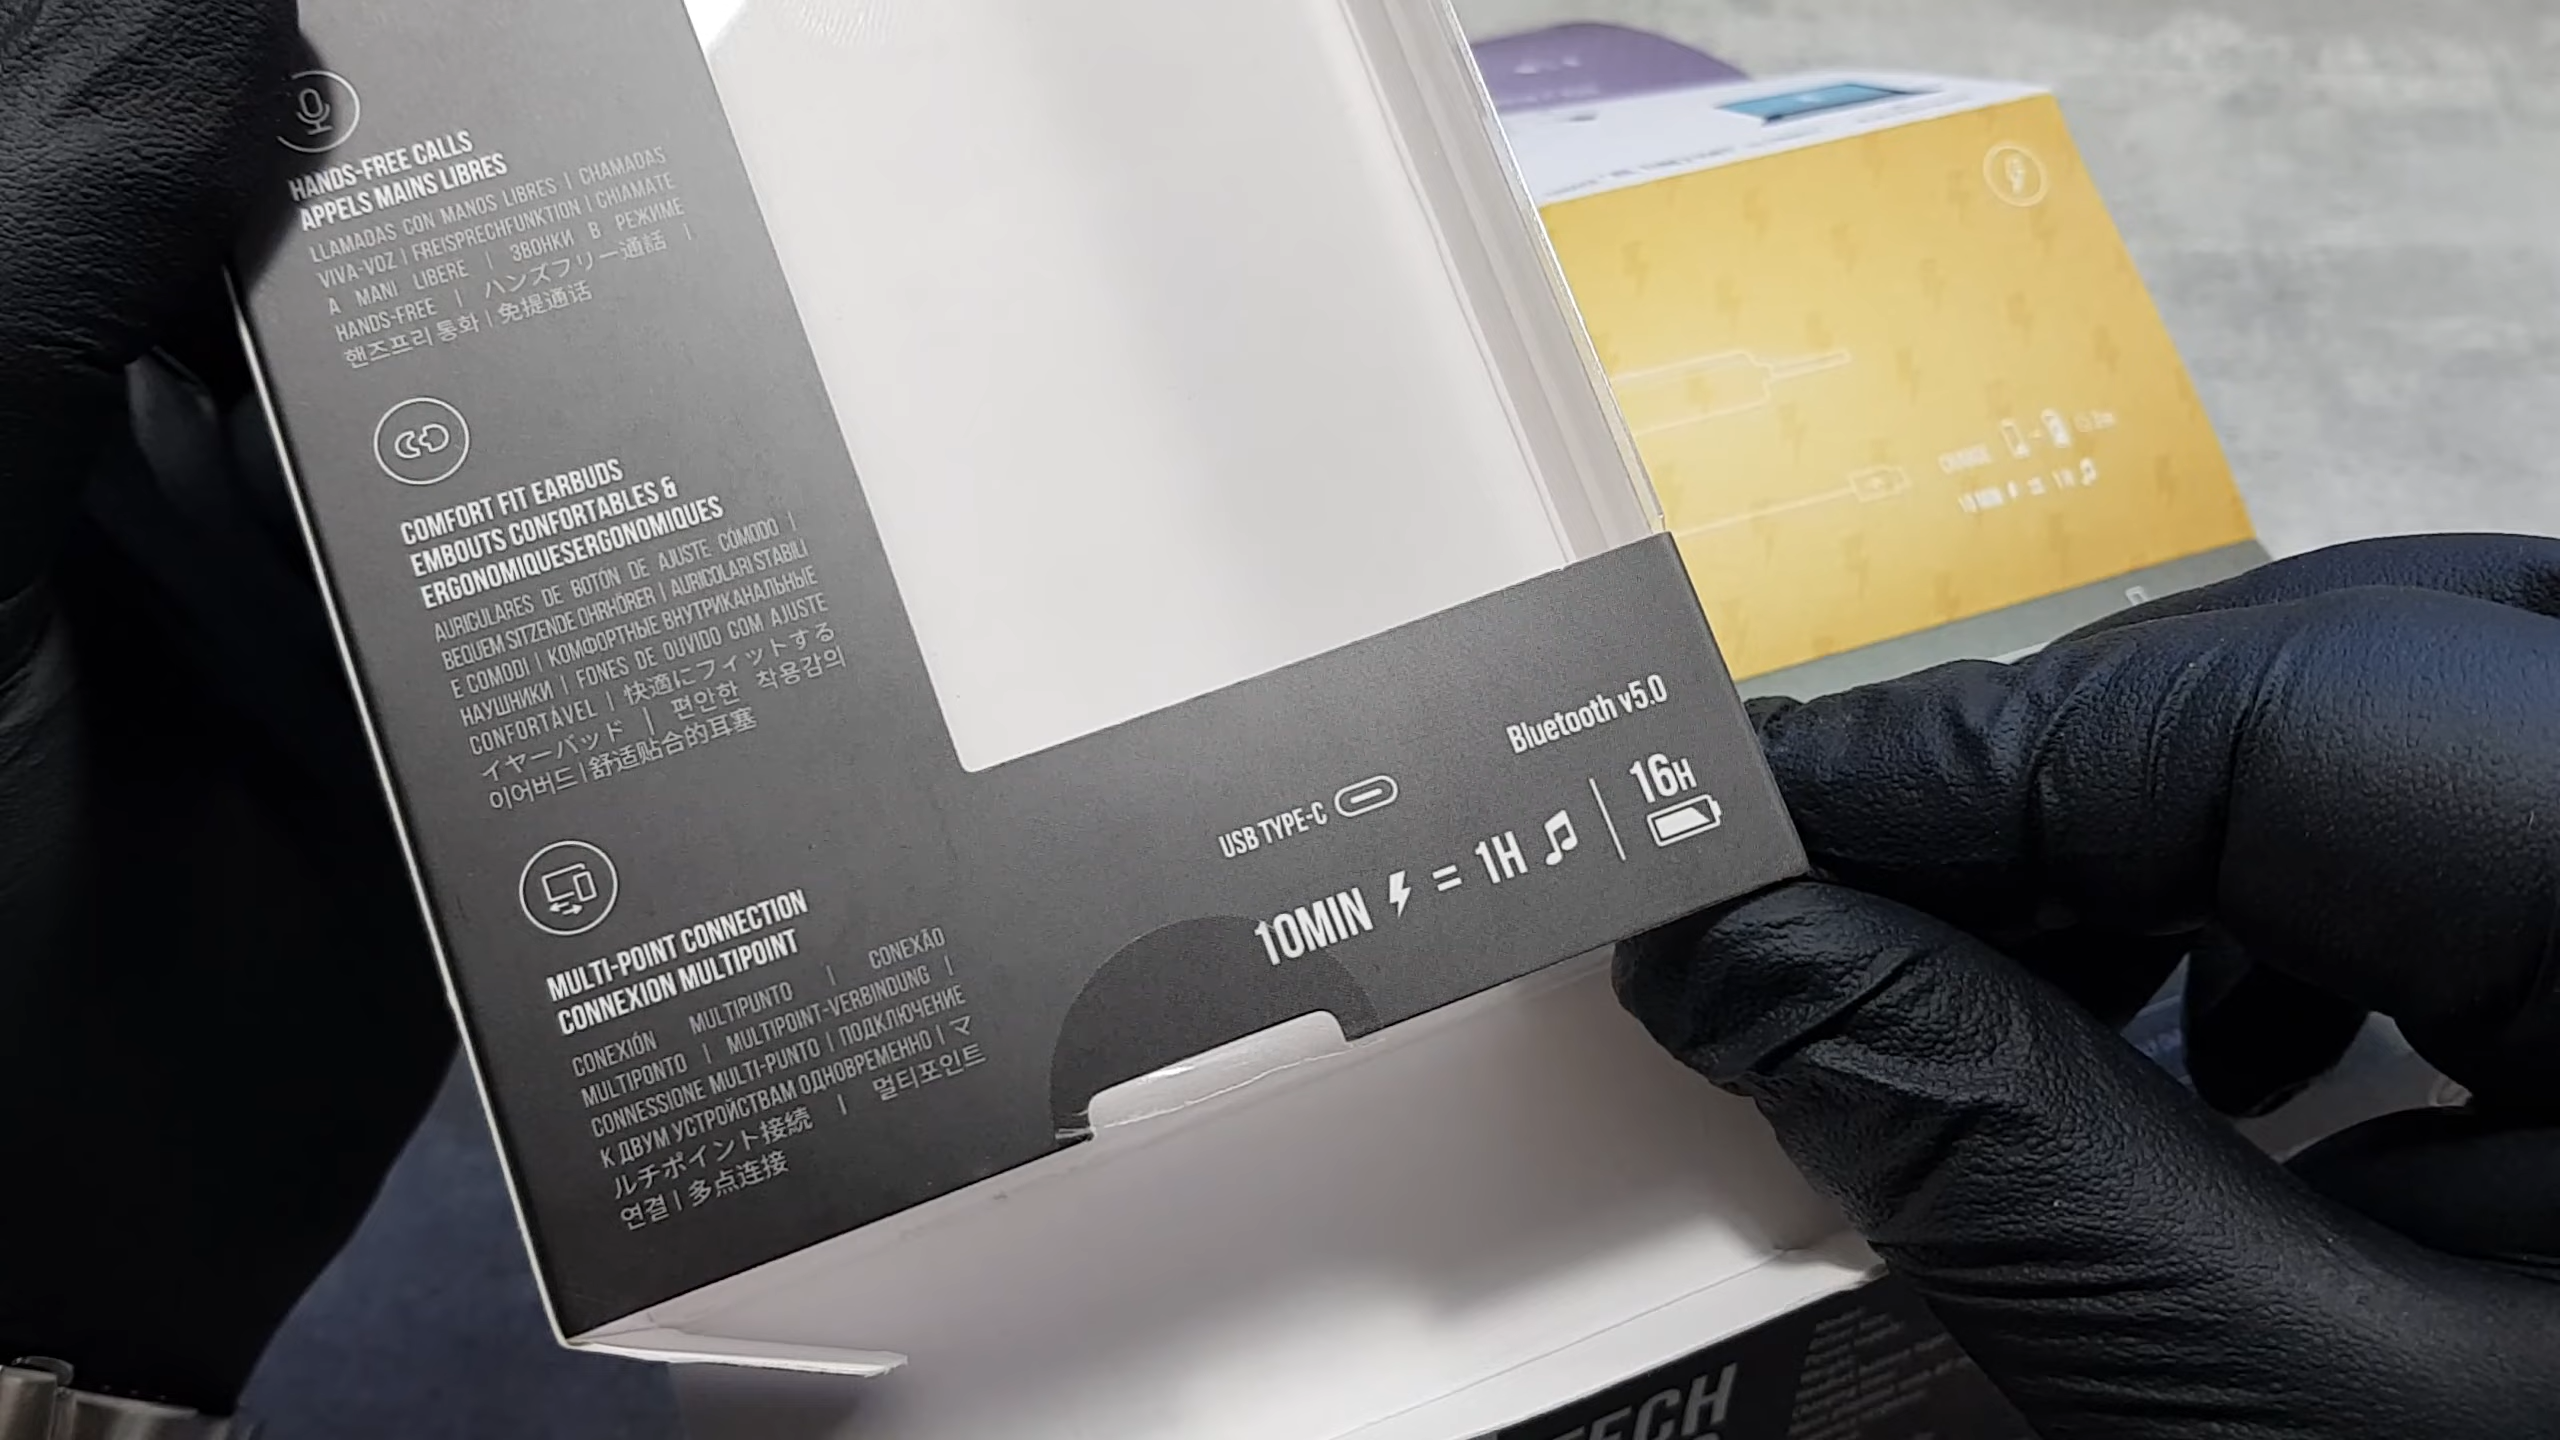 HANDS-FREE CALLS
APPELS MAINS LIBRES
LLAMADAS CON MANOS LIBRES | CHAMADAS
VIVA-VOZ | FREISPRECHFUNKTION | CHIAMATE
A MANI LIBERE | ЗВОНКИ В РЕЖИМЕ
HANDS-FREE | ハンズフリー通話 |
핸즈프리 통화 | 免提通话
COMFORT FIT EARBUDS
EMBOUTS CONFORTABLES &
ERGONOMIQUESERGONOMIQUES
AURICULARES DE BOTÓN DE AJUSTE CÓMODO |
BEQUEM SITZENDE OHRHÖRER | AURICOLARI STABILI
E COMODI | КОМФОРТНЫЕ ВНУТРИКАНАЛЬНЫЕ
НАУШНИКИ | FONES DE OUVIDO COM AJUSTE
CONFORTÁVEL | 快適にフィットする
イヤーパッド | 편안한 착용감의
이어버드 | 舒适贴合的耳塞
MULTI-POINT CONNECTION
CONNEXION MULTIPOINT
CONEXIÓN MULTIPUNTO | CONEXÃO
MULTIPONTO | MULTIPOINT-VERBINDUNG |
CONNESSIONE MULTI-PUNTO | ПОДКЛЮЧЕНИЕ
К ДВУМ УСТРОЙСТВАМ ОДНОВРЕМЕННО | マ
ルチポイント接続 | 멀티포인트
연결 | 多点连接
Bluetooth v5.0
USB TYPE-C
10MIN = 1H
16H
CHARGE
10MIN = 1H
TECH